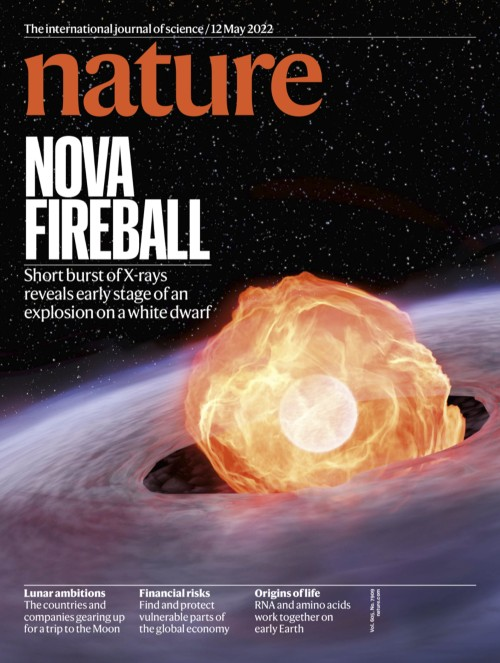 The international journal of science / 12 May 2022
nature
NOVA
FIREBALL
Short burst of X-rays
reveals early stage of an
explosion on a white dwarf
Lunar ambitions
The countries and
companies gearing up
for a trip to the Moon
Financial risks
Find and protect
vulnerable parts of
the global economy
Origins of life
RNA and amino acids
work together on
early Earth
Vol. 605, No. 7909
nature.com